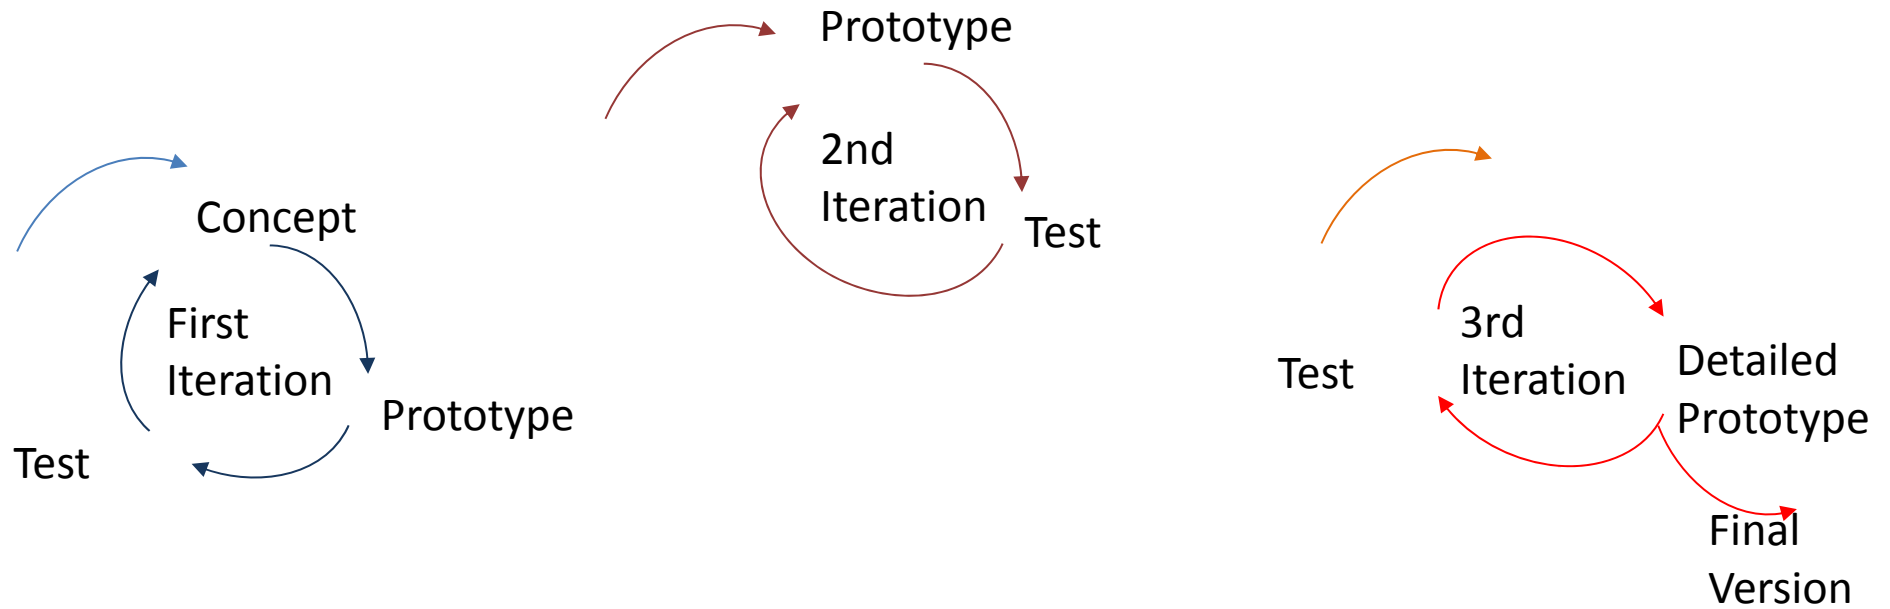 Concept
First
Iteration
Prototype
Test
Prototype
2nd
Iteration
Test
3rd
Iteration
Test
Detailed
Prototype
Final
Version